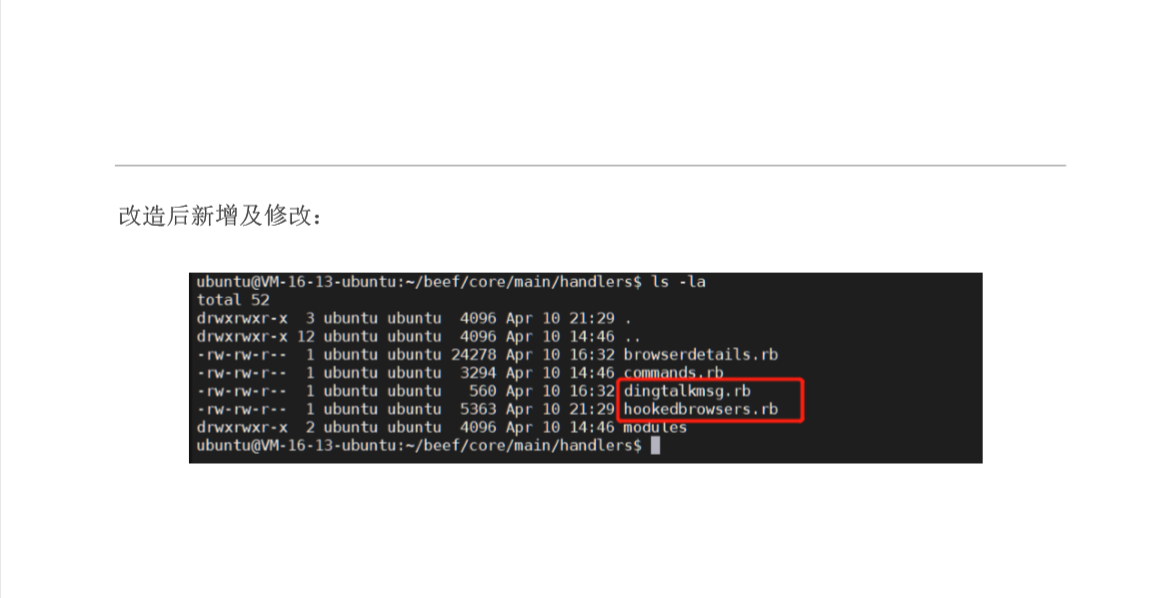 改造后新增及修改：
ubuntu@VM-16-13-ubuntu:~/beef/core/main/handlers$ ls -la
total 52
drwxrwxr-x  3 ubuntu ubuntu  4096 Apr 10 21:29 .
drwxrwxr-x 12 ubuntu ubuntu  4096 Apr 10 14:46 ..
-rw-rw-r--  1 ubuntu ubuntu 24278 Apr 10 16:32 browserdetails.rb
-rw-rw-r--  1 ubuntu ubuntu  3294 Apr 10 14:46 commands.rb
-rw-rw-r--  1 ubuntu ubuntu   560 Apr 10 16:32 dingtalkmsg.rb
-rw-rw-r--  1 ubuntu ubuntu  5363 Apr 10 21:29 hookedbrowsers.rb
drwxrwxr-x  2 ubuntu ubuntu  4096 Apr 10 14:46 modules
ubuntu@VM-16-13-ubuntu:~/beef/core/main/handlers$